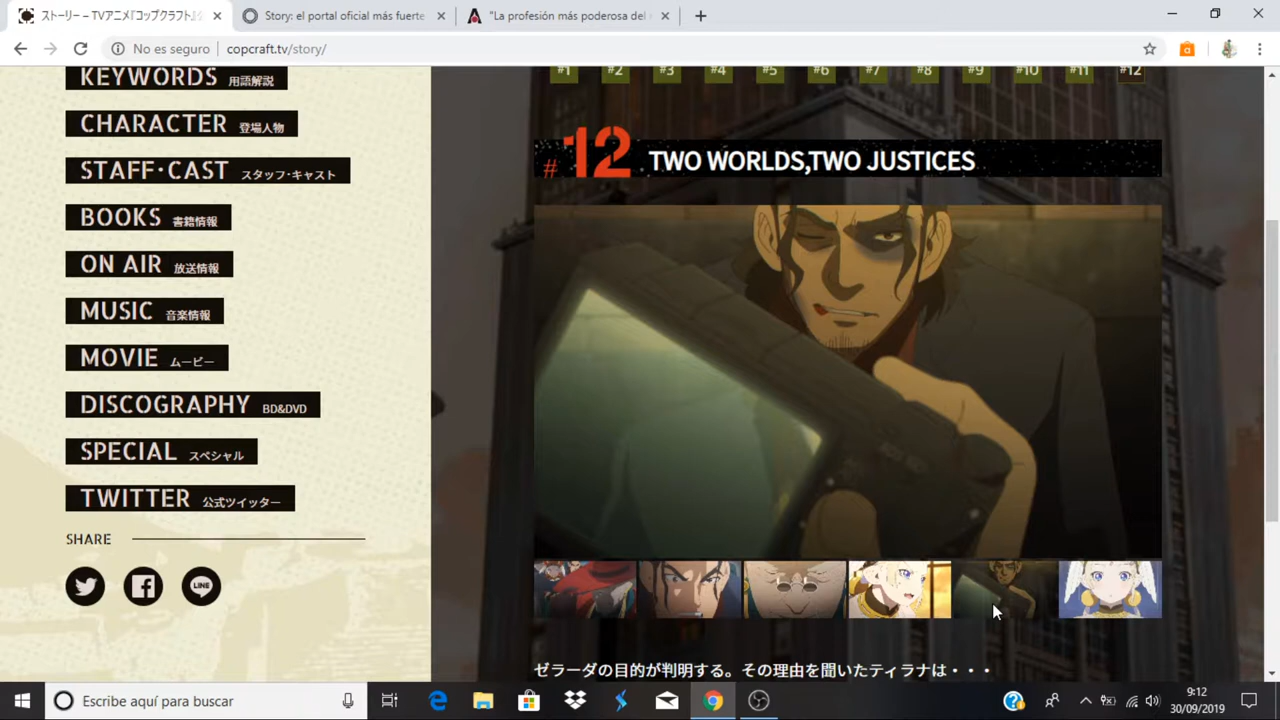 ストーリー – TVアニメ『コップクラフト』公
Story: el portal oficial más fuerte
"La profesión más poderosa del
No es seguro
copcraft.tv/story/
KEYWORDS 用語解説
CHARACTER 登場人物
STAFF･CAST スタッフ･キャスト
BOOKS 書籍情報
ON AIR 放送情報
MUSIC 音楽情報
MOVIE ムービー
DISCOGRAPHY BD&DVD
SPECIAL スペシャル
TWITTER 公式ツイッター
SHARE
LINE
#1 #2 #3 #4 #5 #6 #7 #8 #9 #10 #11 #12
#12 TWO WORLDS,TWO JUSTICES
ゼラーダの目的が判明する。その理由を聞いたティラナは・・・
Escribe aquí para buscar
9:12
30/09/2019